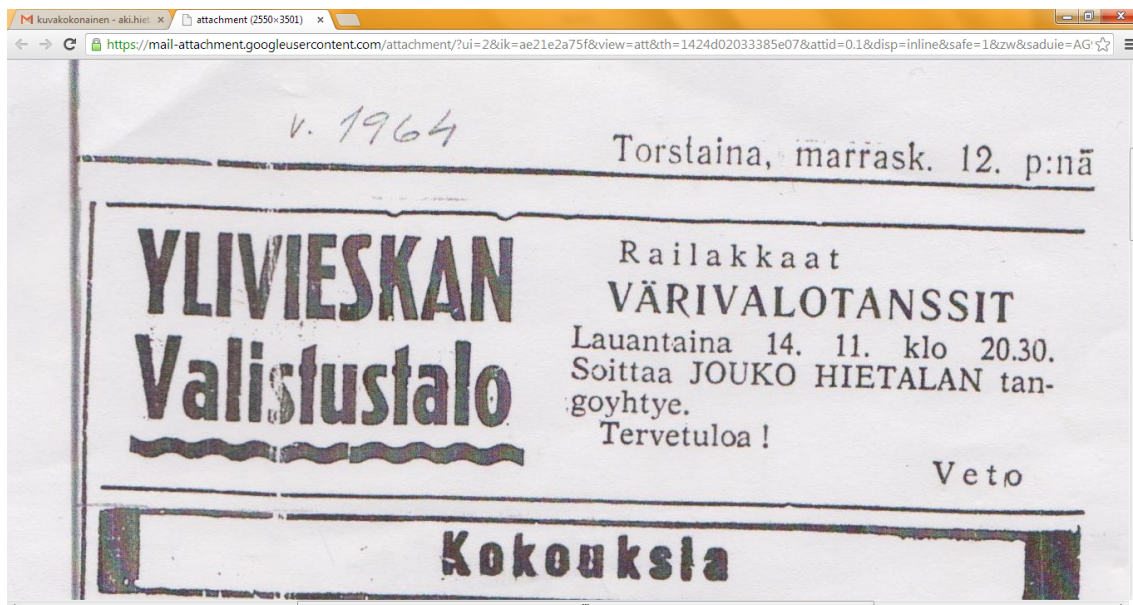 kuvakokonainen - aki.hiet
attachment (2550×3501)
https://mail-attachment.googleusercontent.com/attachment/?ui=2&ik=ae21e2a75f&view=att&th=1424d02033385e07&attid=0.1&disp=inline&safe=1&zw&saduie=AG
v. 1964
Torstaina, marrask. 12. p:nä
YLIVIESKAN
Valistustalo
Railakkaat
VÄRIVALOTANSSIT
Lauantaina 14. 11. klo 20.30.
Soittaa JOUKO HIETALAN tan-
goyhtye.
Tervetuloa !
Veto
Kokouksia